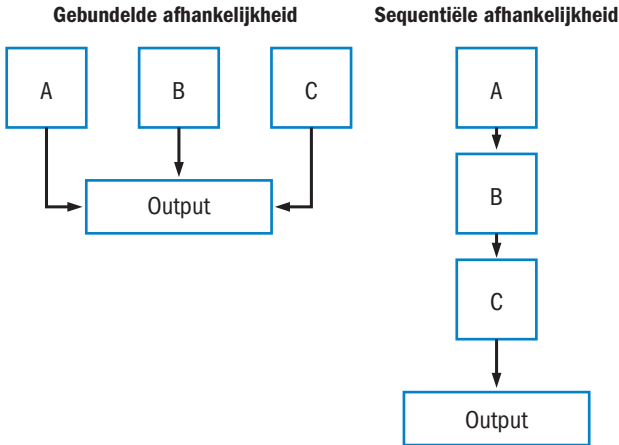 Gebundelde afhankelijkheid
A
B
C
Output
Sequentiële afhankelijkheid
A
B
C
Output